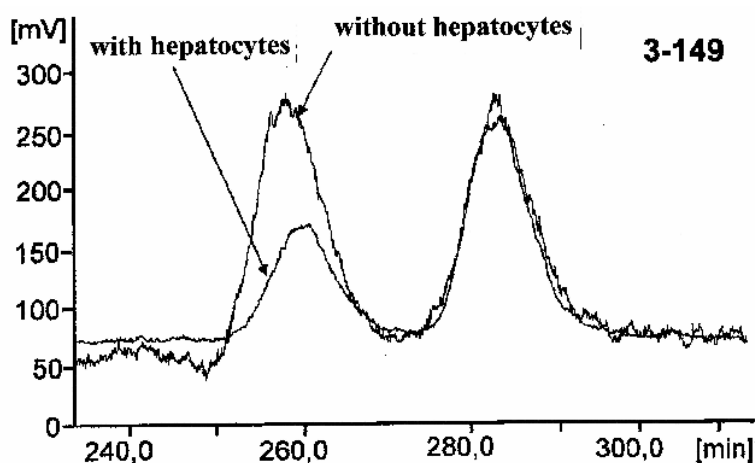 [mV]
with hepatocytes
without hepatocytes
3-149
300
250
200
150
100
50
0
240,0 260,0 280,0 300,0 [min]